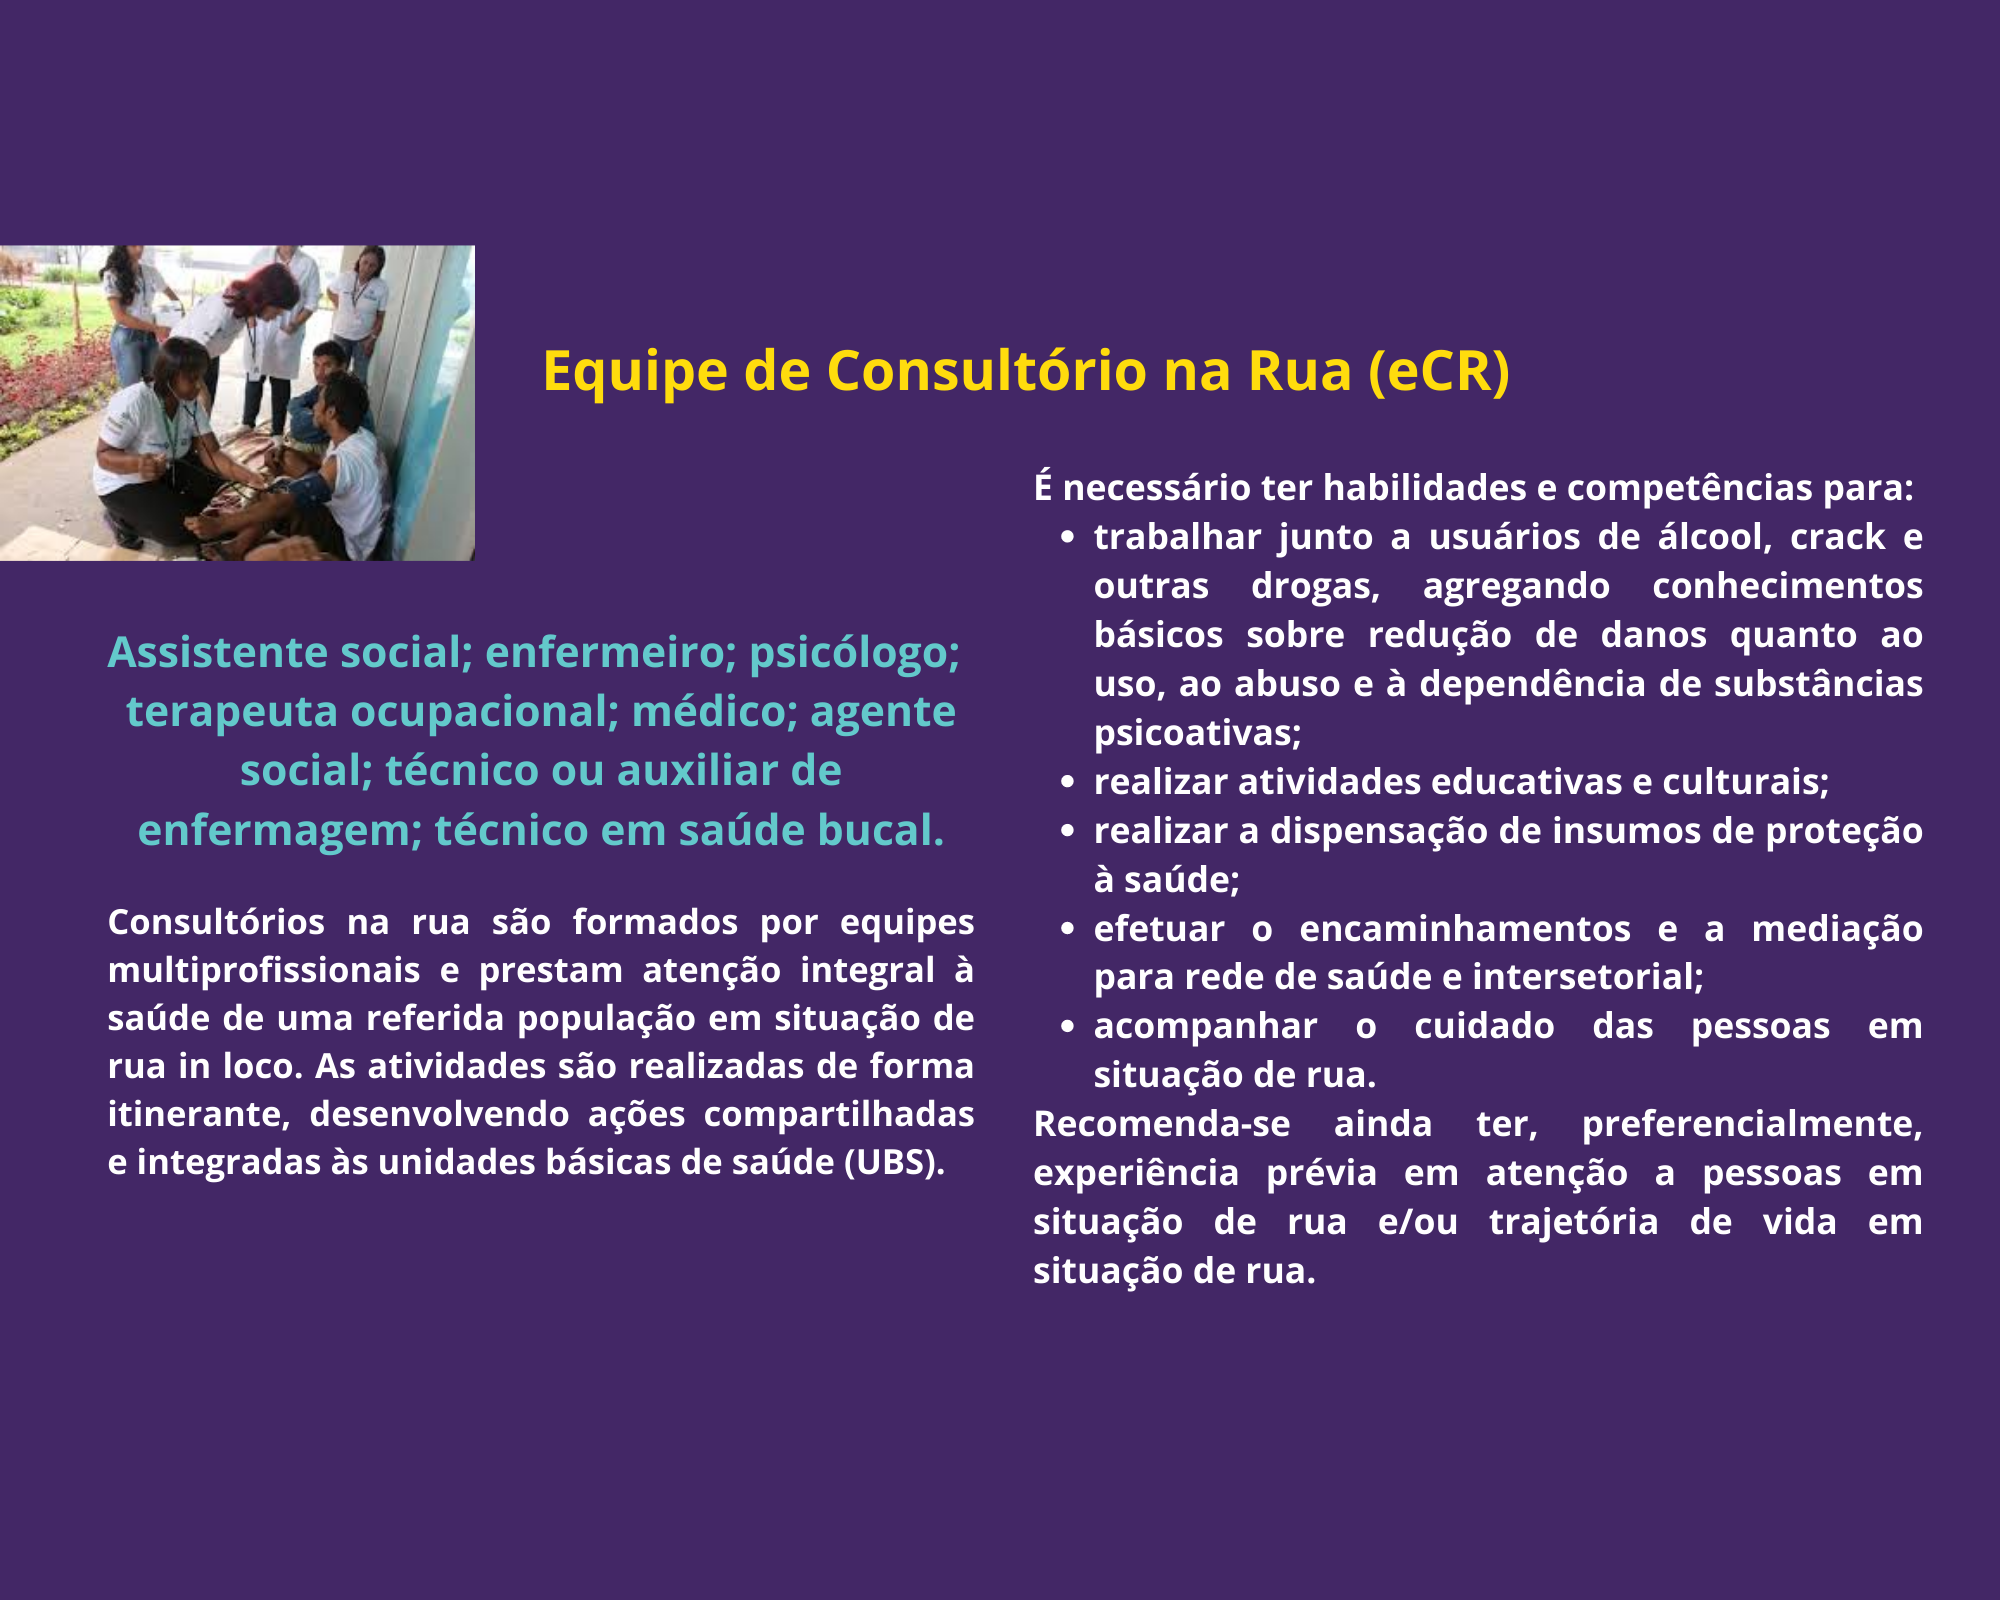 Equipe de Consultório na Rua (eCR)
Assistente social; enfermeiro; psicólogo;
terapeuta ocupacional; médico; agente
social; técnico ou auxiliar de
enfermagem; técnico em saúde bucal.
Consultórios na rua são formados por equipes
multiprofissionais e prestam atenção integral à
saúde de uma referida população em situação de
rua in loco. As atividades são realizadas de forma
itinerante, desenvolvendo ações compartilhadas
e integradas às unidades básicas de saúde (UBS).
É necessário ter habilidades e competências para:
• trabalhar junto a usuários de álcool, crack e
outras drogas, agregando conhecimentos
básicos sobre redução de danos quanto ao
uso, ao abuso e à dependência de substâncias
psicoativas;
• realizar atividades educativas e culturais;
• realizar a dispensação de insumos de proteção
à saúde;
• efetuar o encaminhamentos e a mediação
para rede de saúde e intersetorial;
• acompanhar o cuidado das pessoas em
situação de rua.
Recomenda-se ainda ter, preferencialmente,
experiência prévia em atenção a pessoas em
situação de rua e/ou trajetória de vida em
situação de rua.